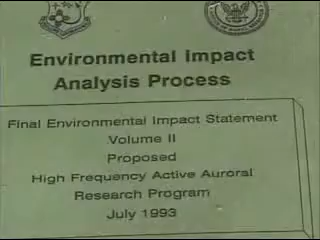 Environmental Impact
Analysis Process
Final Environmental Impact Statement
Volume II
Proposed
High Frequency Active Auroral
Research Program
July 1993